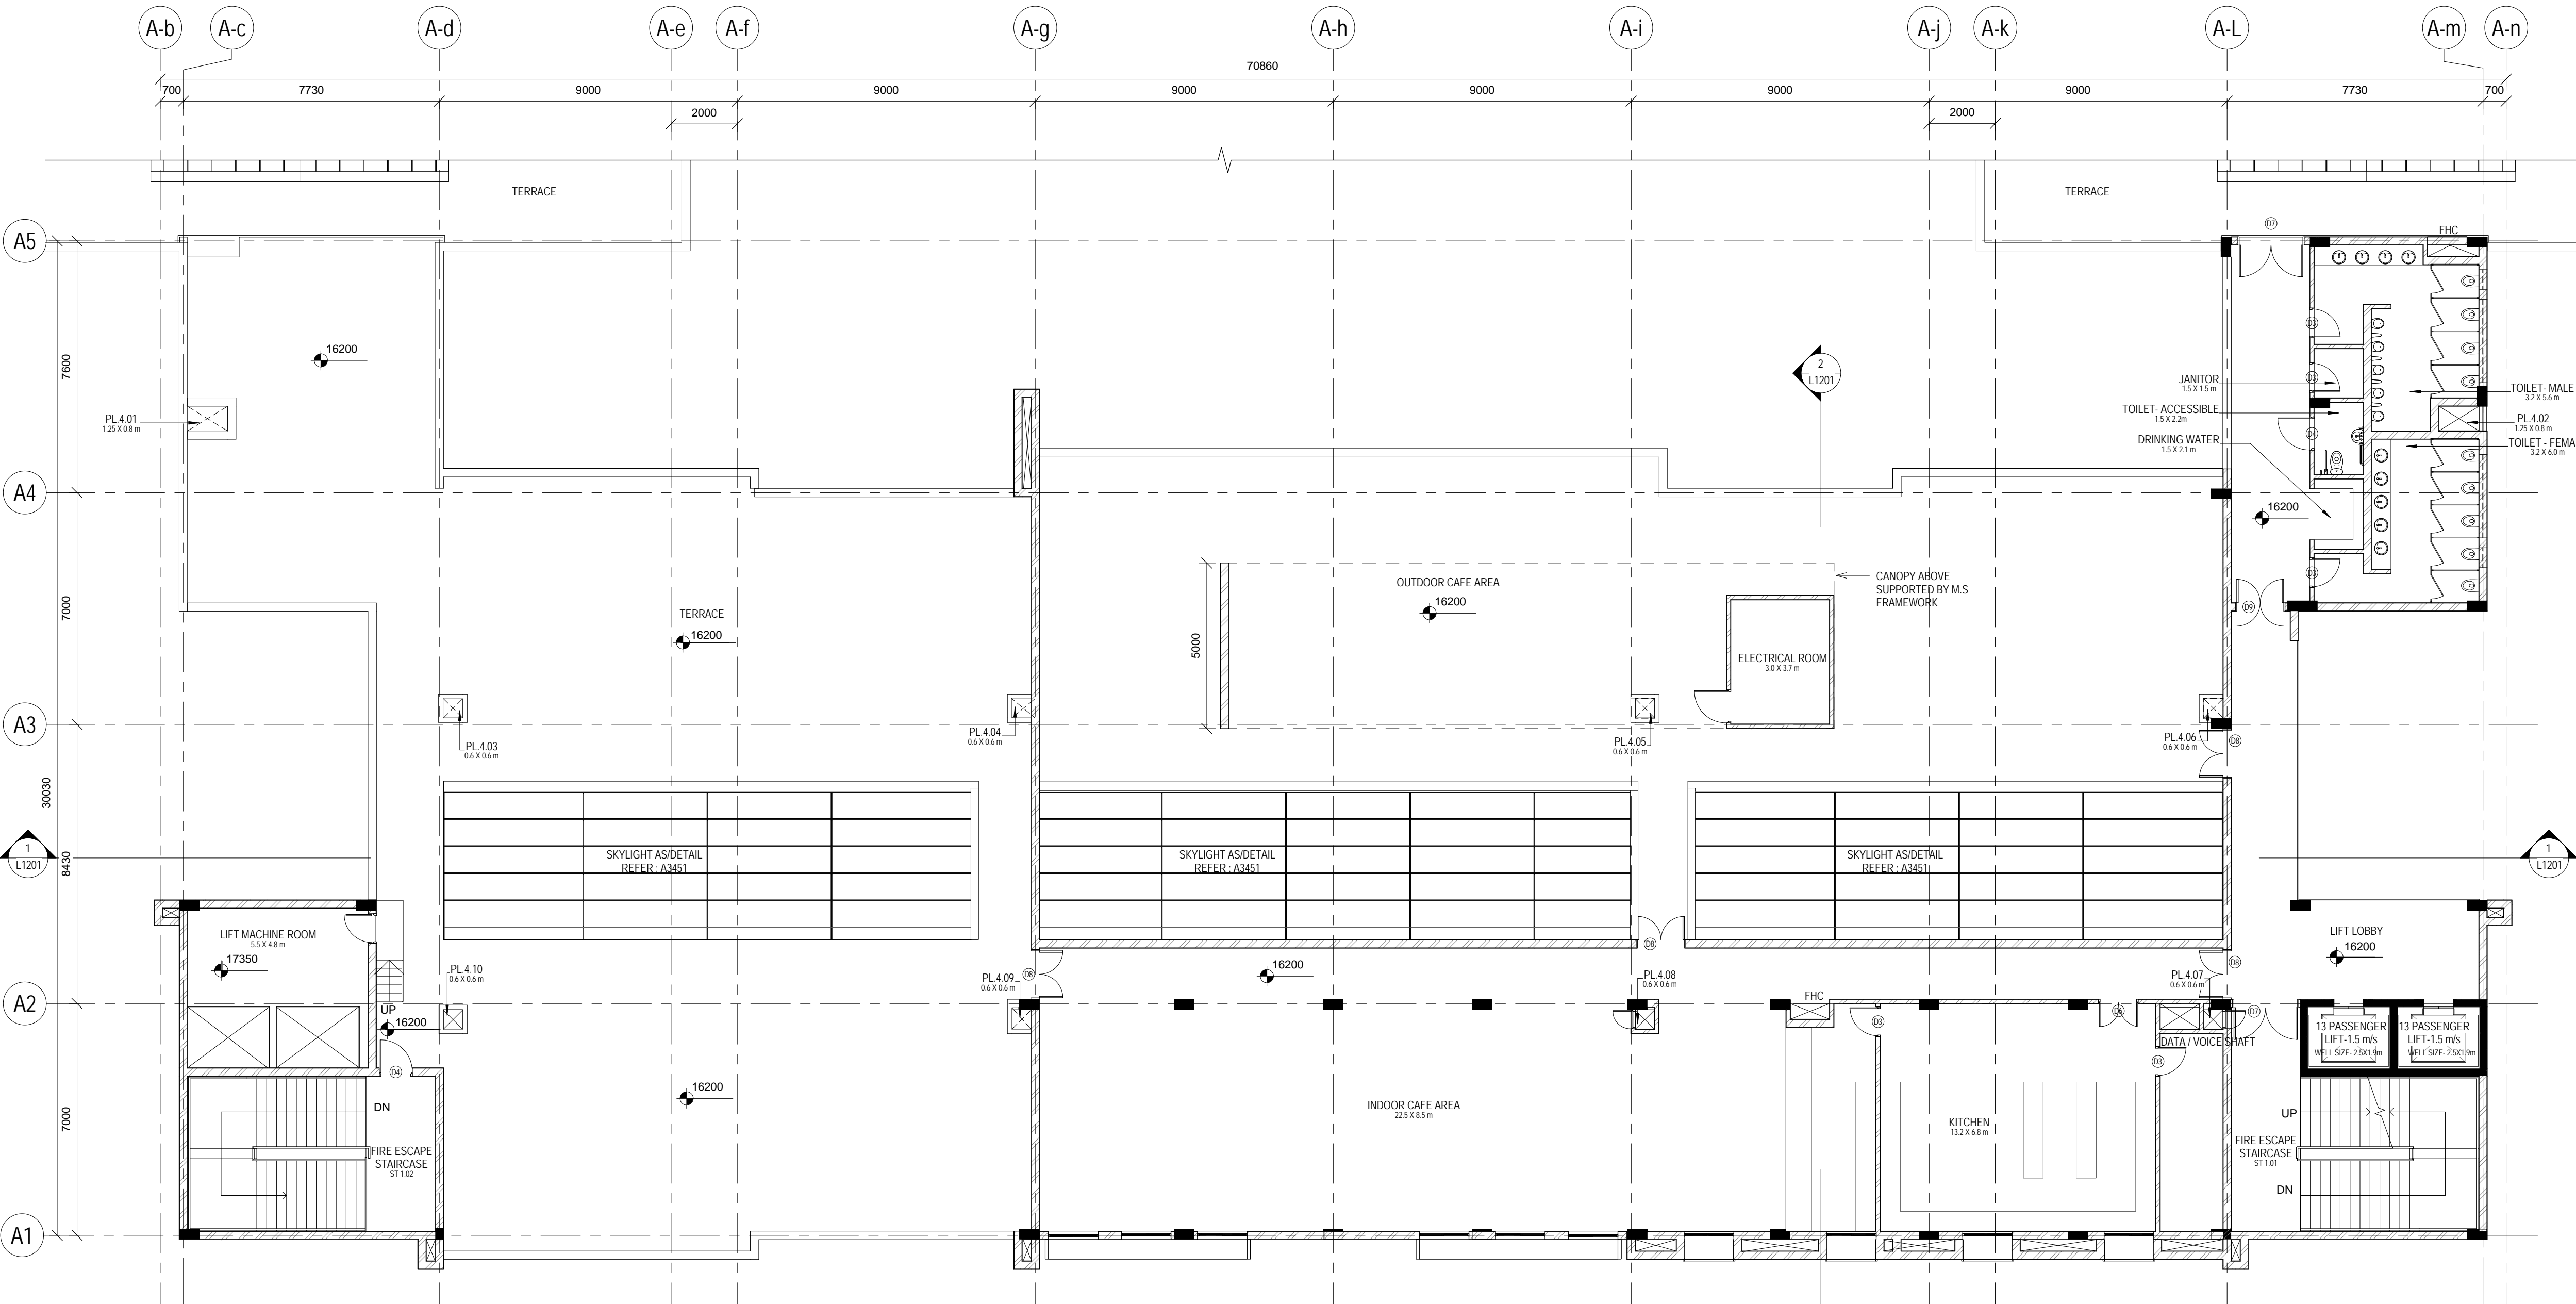 A-b A-c A-d A-e A-f A-g A-h A-i A-j A-k A-L A-m A-n
70860
700 7730 9000 9000 9000 9000 9000 9000 7730 700
2000 2000
TERRACE TERRACE
A5
D7
FHC
7600
16200
2
L1201
D3
D3
JANITOR
1.5 X 1.5 m
TOILET- MALE
3.2 X 5.6 m
PL.4.01
1.25 X 0.8 m
TOILET- ACCESSIBLE
1.5 X 2.2m
PL.4.02
1.25 X 0.8 m
D4
DRINKING WATER
1.5 X 2.1 m
TOILET - FEMA
3.2 X 6.0 m
A4
16200
7000
OUTDOOR CAFE AREA
16200
CANOPY ABOVE
SUPPORTED BY M.S
FRAMEWORK
D3
D9
TERRACE
16200
5000
ELECTRICAL ROOM
3.0 X 3.7 m
A3
PL.4.03
0.6 X 0.6 m
PL.4.04
0.6 X 0.6 m
PL.4.05
0.6 X 0.6 m
PL.4.06
0.6 X 0.6 m
D8
30030
8430
1
L1201
SKYLIGHT AS/DETAIL
REFER : A3451
SKYLIGHT AS/DETAIL
REFER : A3451
SKYLIGHT AS/DETAIL
REFER : A3451
1
L1201
LIFT MACHINE ROOM
5.5 X 4.8 m
17350
LIFT LOBBY
16200
D8
D8
D8
16200
PL.4.10
0.6 X 0.6 m
PL.4.09
0.6 X 0.6 m
PL.4.08
0.6 X 0.6 m
PL.4.07
0.6 X 0.6 m
A2
FHC
UP
16200
D3
D6
D7
13 PASSENGER
LIFT-1.5 m/s
WELL SIZE- 2.5X1.9m
13 PASSENGER
LIFT-1.5 m/s
WELL SIZE- 2.5X1.9m
DATA / VOICE SHAFT
D3
D4
7000
16200
DN
INDOOR CAFE AREA
22.5 X 8.5 m
KITCHEN
13.2 X 6.8 m
UP
FIRE ESCAPE
STAIRCASE
ST 1.02
FIRE ESCAPE
STAIRCASE
ST 1.01
DN
A1